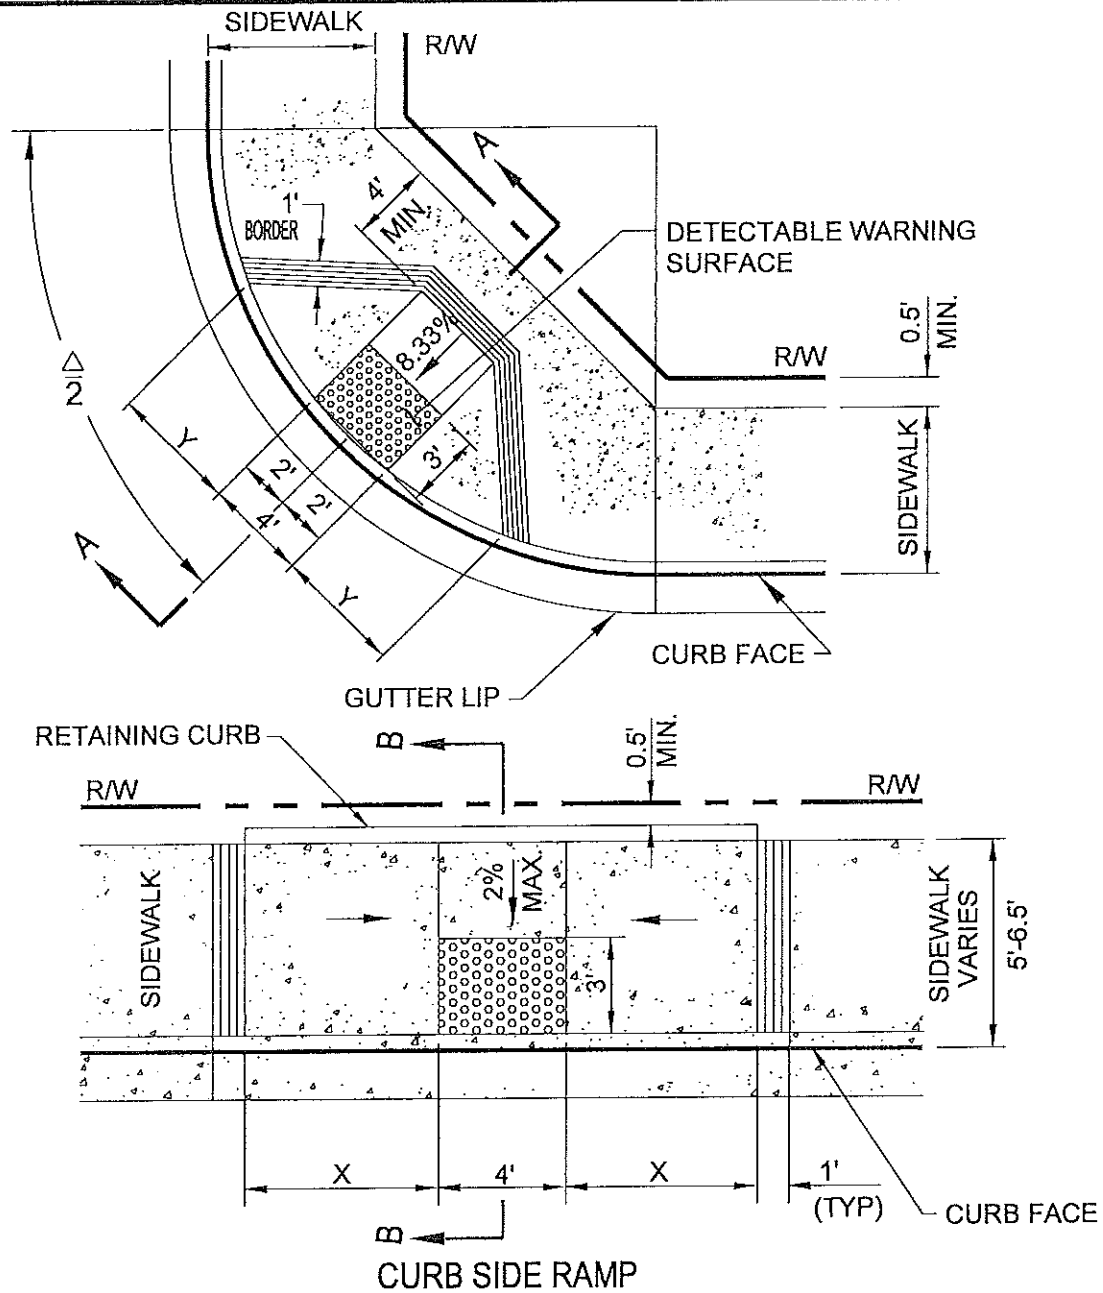 SIDEWALK
R/W
A
4'
MIN.
1'
BORDER
DETECTABLE WARNING
SURFACE
8.33%
0.5'
MIN.
R/W
Δ
2
Y
2'
2'
4'
3'
Y
A
SIDEWALK
CURB FACE
GUTTER LIP
RETAINING CURB
B
0.5'
MIN.
R/W
R/W
SIDEWALK
2%
MAX.
3'
SIDEWALK
VARIES
5'-6.5'
X
4'
X
1'
(TYP)
CURB FACE
B
CURB SIDE RAMP